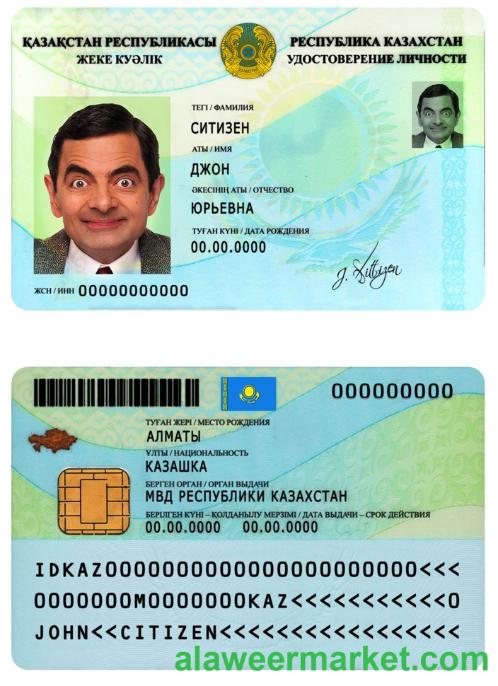 ҚАЗАҚСТАН РЕСПУБЛИКАСЫ РЕСПУБЛИКА КАЗАХСТАН
ЖЕКЕ КУӘЛІК УДОСТОВЕРЕНИЕ ЛИЧНОСТИ
ТЕГІ / ФАМИЛИЯ
СИТИЗЕН
АТЫ / ИМЯ
ДЖОН
ӘКЕСІНІҢ АТЫ / ОТЧЕСТВО
ЮРЬЕВНА
ТУҒАН КҮНІ / ДАТА РОЖДЕНИЯ
00.00.0000
J. Sittizen
ЖСН / ИНН 00000000000
000000000
ТУҒАН ЖЕРІ / МЕСТО РОЖДЕНИЯ
АЛМАТЫ
ҰЛТЫ / НАЦИОНАЛЬНОСТЬ
КАЗАШКА
БЕРГЕН ОРГАН / ОРГАН ВЫДАЧИ
МВД РЕСПУБЛИКИ КАЗАХСТАН
БЕРІЛГЕН КҮНІ – ҚОЛДАНЫЛУ МЕРЗІМІ / ДАТА ВЫДАЧИ – СРОК ДЕЙСТВИЯ
00.00.0000 00.00.0000
IDKAZ0000000000000000000000<<<
0000000M0000000KAZ<<<<<<<<<<<0
JOHN<<CITIZEN<<<<<<<<<<<<<<<<<
alaweermarket.com